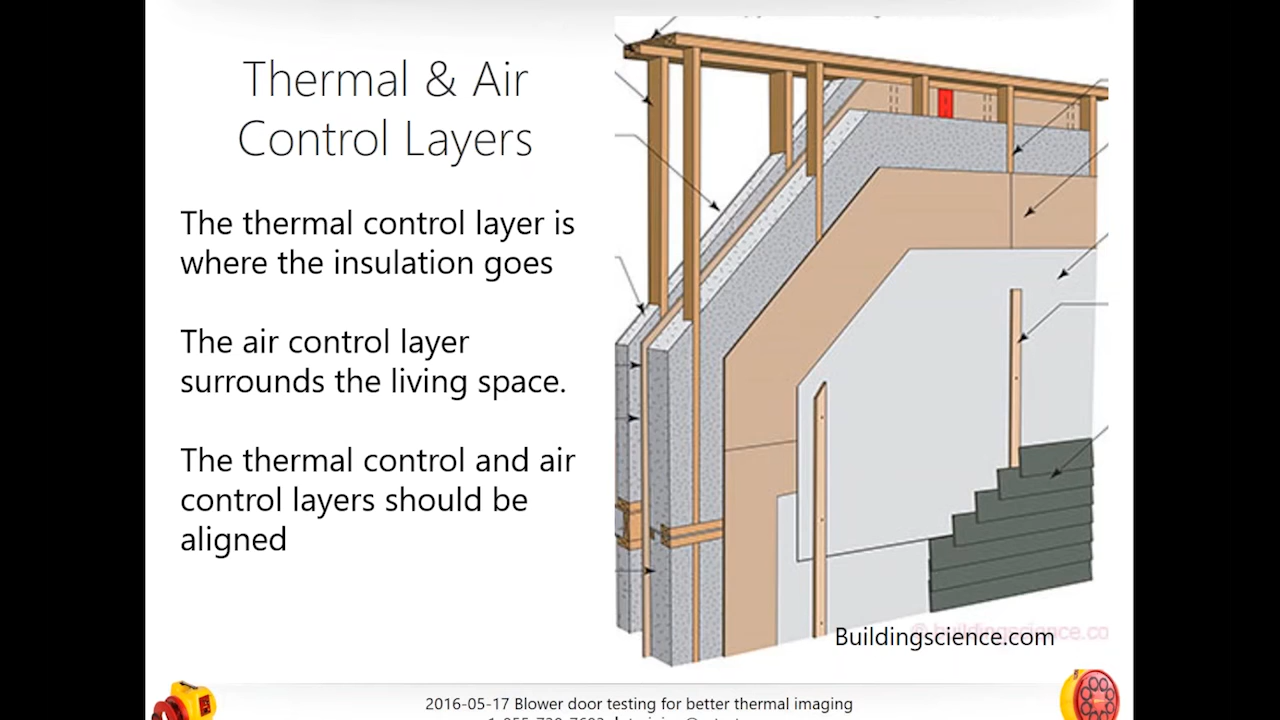 Thermal & Air
Control Layers
The thermal control layer is
where the insulation goes
The air control layer
surrounds the living space.
The thermal control and air
control layers should be
aligned
Buildingscience.com
2016-05-17 Blower door testing for better thermal imaging